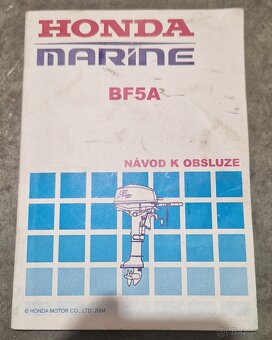 HONDA
MARINE
BF5A
NÁVOD K OBSLUZE
© HONDA MOTOR CO., LTD. 2004